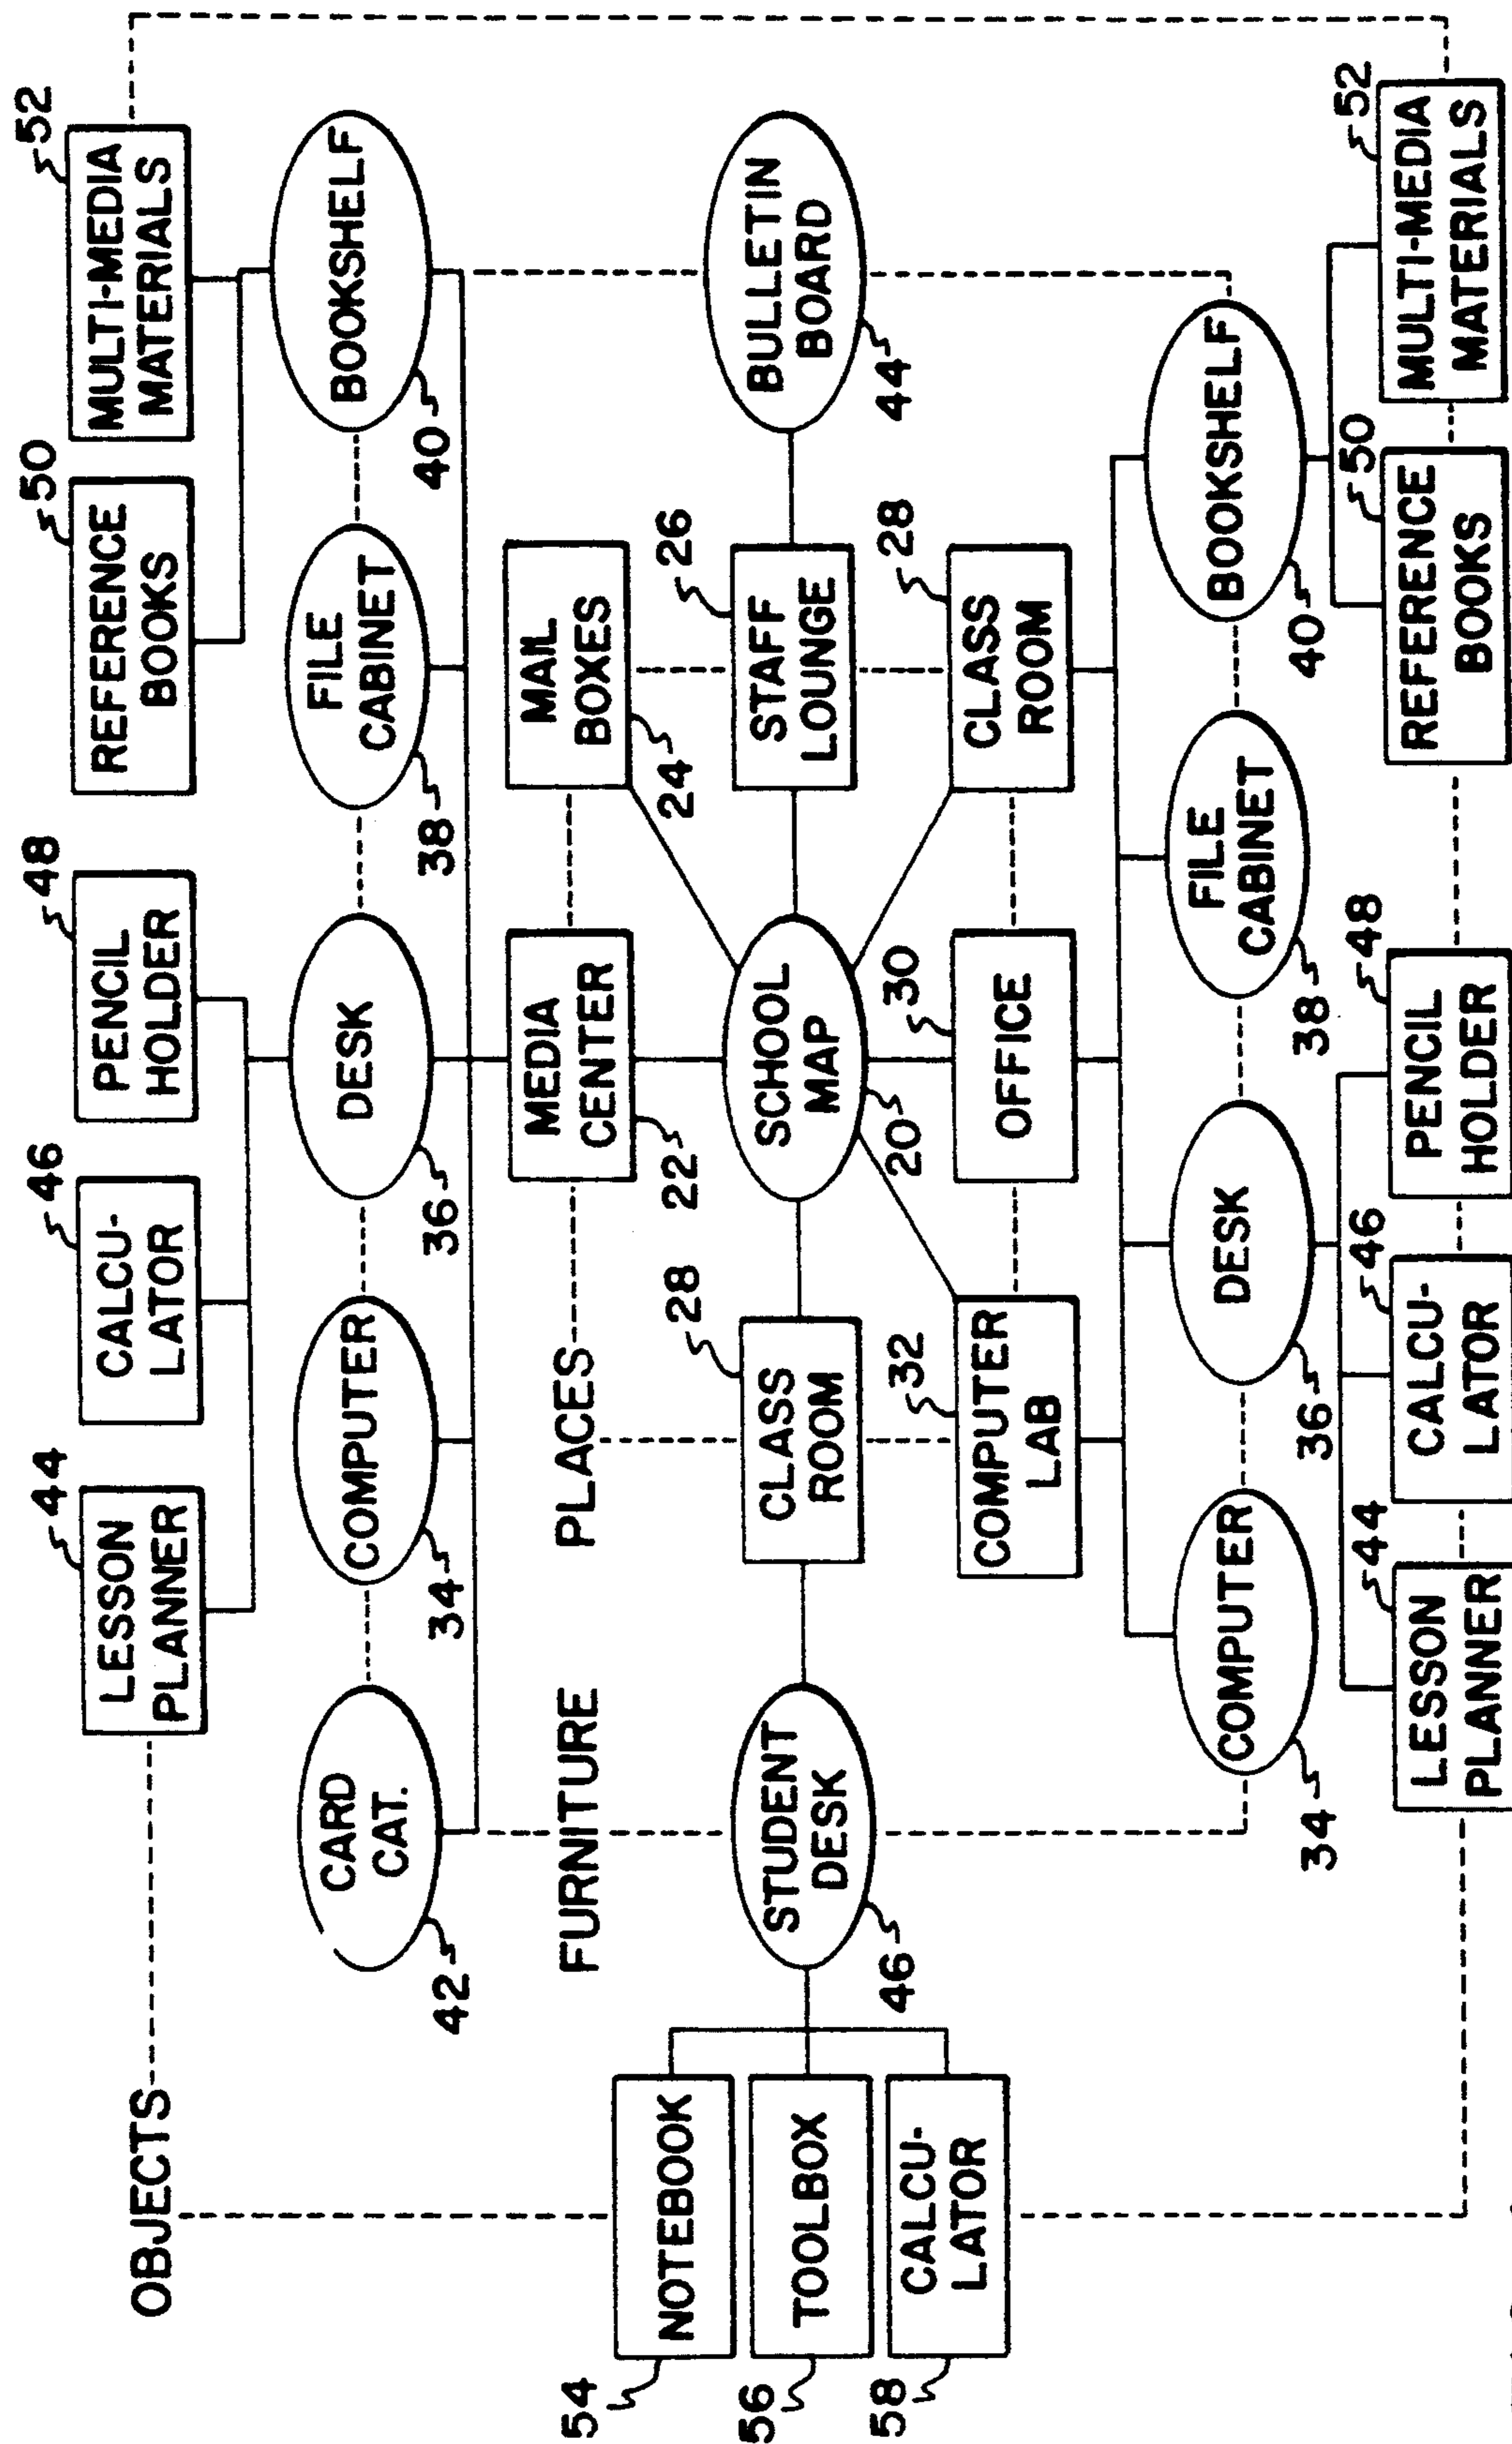 44
46
48
50
52
LESSON
PLANNER
CALCU-
LATOR
PENCIL
HOLDER
REFERENCE
BOOKS
MULTI-MEDIA
MATERIALS
OBJECTS
CARD
CAT.
COMPUTER
DESK
FILE
CABINET
BOOKSHELF
42
34
36
38
40
FURNITURE
PLACES
MEDIA
CENTER
MAIL
BOXES
22
24
26
28
54
NOTEBOOK
56
TOOLBOX
58
CALCU-
LATOR
STUDENT
DESK
46
CLASS
ROOM
SCHOOL
MAP
20
STAFF
LOUNGE
BULLETIN
BOARD
44
32
30
28
COMPUTER
LAB
OFFICE
CLASS
ROOM
COMPUTER
DESK
FILE
CABINET
BOOKSHELF
34
36
38
40
44
46
48
50
52
LESSON
PLANNER
CALCU-
LATOR
PENCIL
HOLDER
REFERENCE
BOOKS
MULTI-MEDIA
MATERIALS